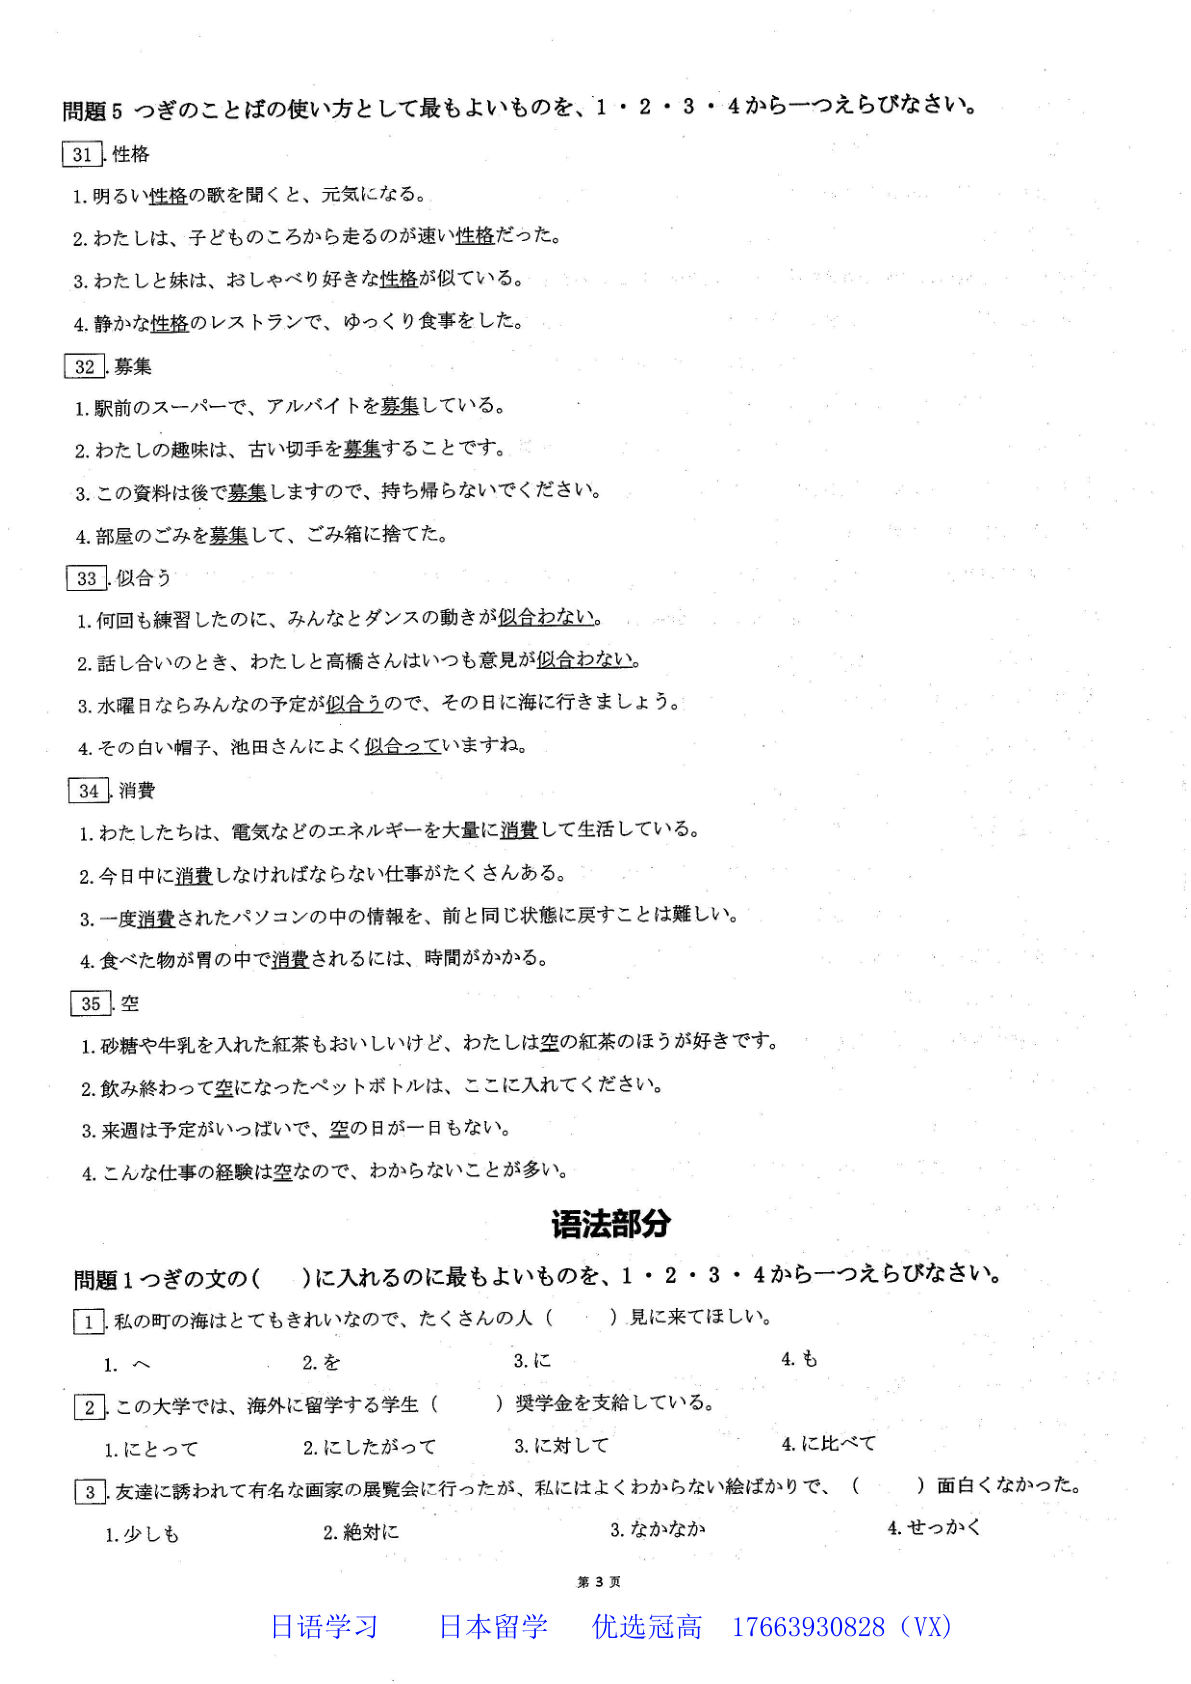 問題5 つぎのことばの使い方として最もよいものを、1・2・3・4から一つえらびなさい。
31.性格
1.明るい性格の歌を聞くと、元気になる。
2.わたしは、子どものころから走るのが速い性格だった。
3.わたしと妹は、おしゃべり好きな性格が似ている。
4.静かな性格のレストランで、ゆっくり食事をした。
32.募集
1.駅前のスーパーで、アルバイトを募集している。
2.わたしの趣味は、古い切手を募集することです。
3.この資料は後で募集しますので、持ち帰らないでください。
4.部屋のごみを募集して、ごみ箱に捨てた。
33.似合う
1.何回も練習したのに、みんなとダンスの動きが似合わない。
2.話し合いのとき、わたしと高橋さんはいつも意見が似合わない。
3.水曜日ならみんなの予定が似合うので、その日に海に行きましょう。
4.その白い帽子、池田さんによく似合っていますね。
34.消費
1.わたしたちは、電気などのエネルギーを大量に消費して生活している。
2.今日中に消費しなければならない仕事がたくさんある。
3.一度消費されたパソコンの中の情報を、前と同じ状態に戻すことは難しい。
4.食べた物が胃の中で消費されるには、時間がかかる。
35.空
1.砂糖や牛乳を入れた紅茶もおいしいけど、わたしは空の紅茶のほうが好きです。
2.飲み終わって空になったペットボトルは、ここに入れてください。
3.来週は予定がいっぱいで、空の日が一日もない。
4.こんな仕事の経験は空なので、わからないことが多い。
语法部分
問題1つぎの文の(　　)に入れるのに最もよいものを、1・2・3・4から一つえらびなさい。
1.私の町の海はとてもきれいなので、たくさんの人（　　）見に来てほしい。
1. へ 2.を 3.に 4.も
2.この大学では、海外に留学する学生（　　）奨学金を支給している。
1.にとって 2.にしたがって 3.に対して 4.に比べて
3.友達に誘われて有名な画家の展覧会に行ったが、私にはよくわからない絵ばかりで、（　　）面白くなかった。
1.少しも 2.絶対に 3.なかなか 4.せっかく
第 3 页
日语学习 日本留学 优选冠高 17663930828（VX)